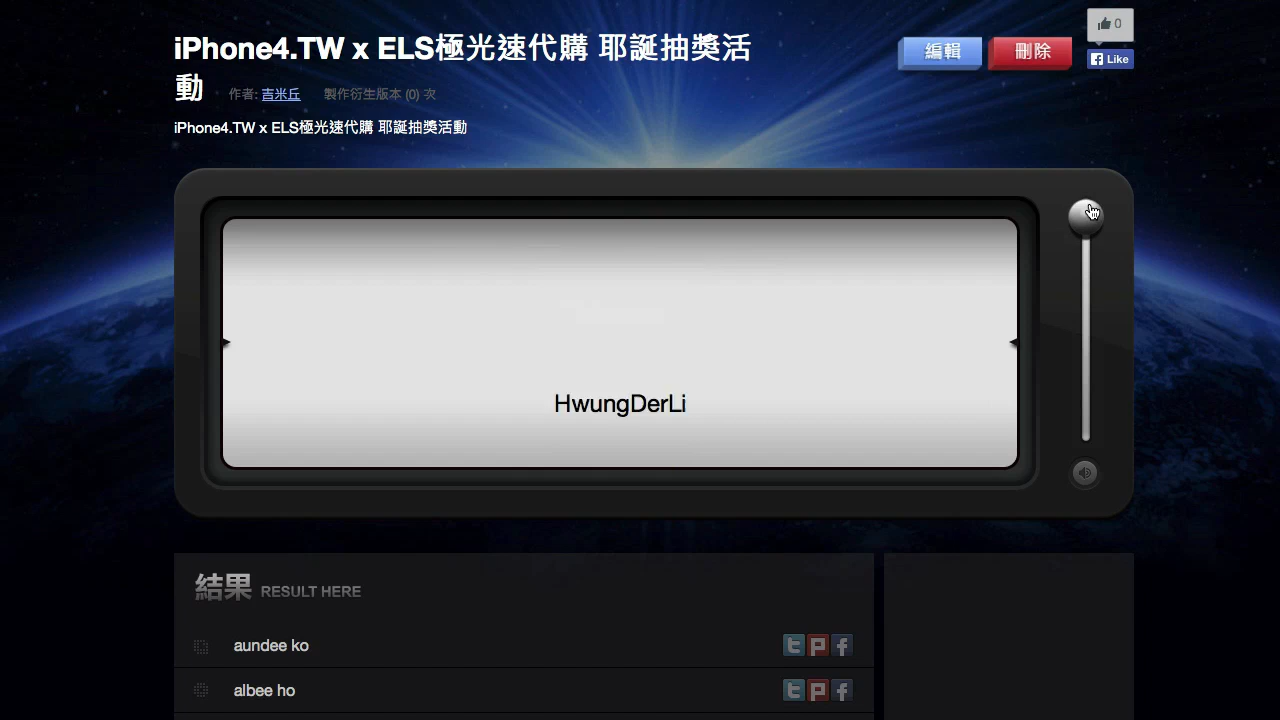 iPhone4.TW x ELS極光速代購 耶誕抽獎活
動 作者: 吉米丘 製作衍生版本 (0) 次
iPhone4.TW x ELS極光速代購 耶誕抽獎活動
編輯 刪除
0
Like
HwungDerLi
結果 RESULT HERE
aundee ko
albee ho